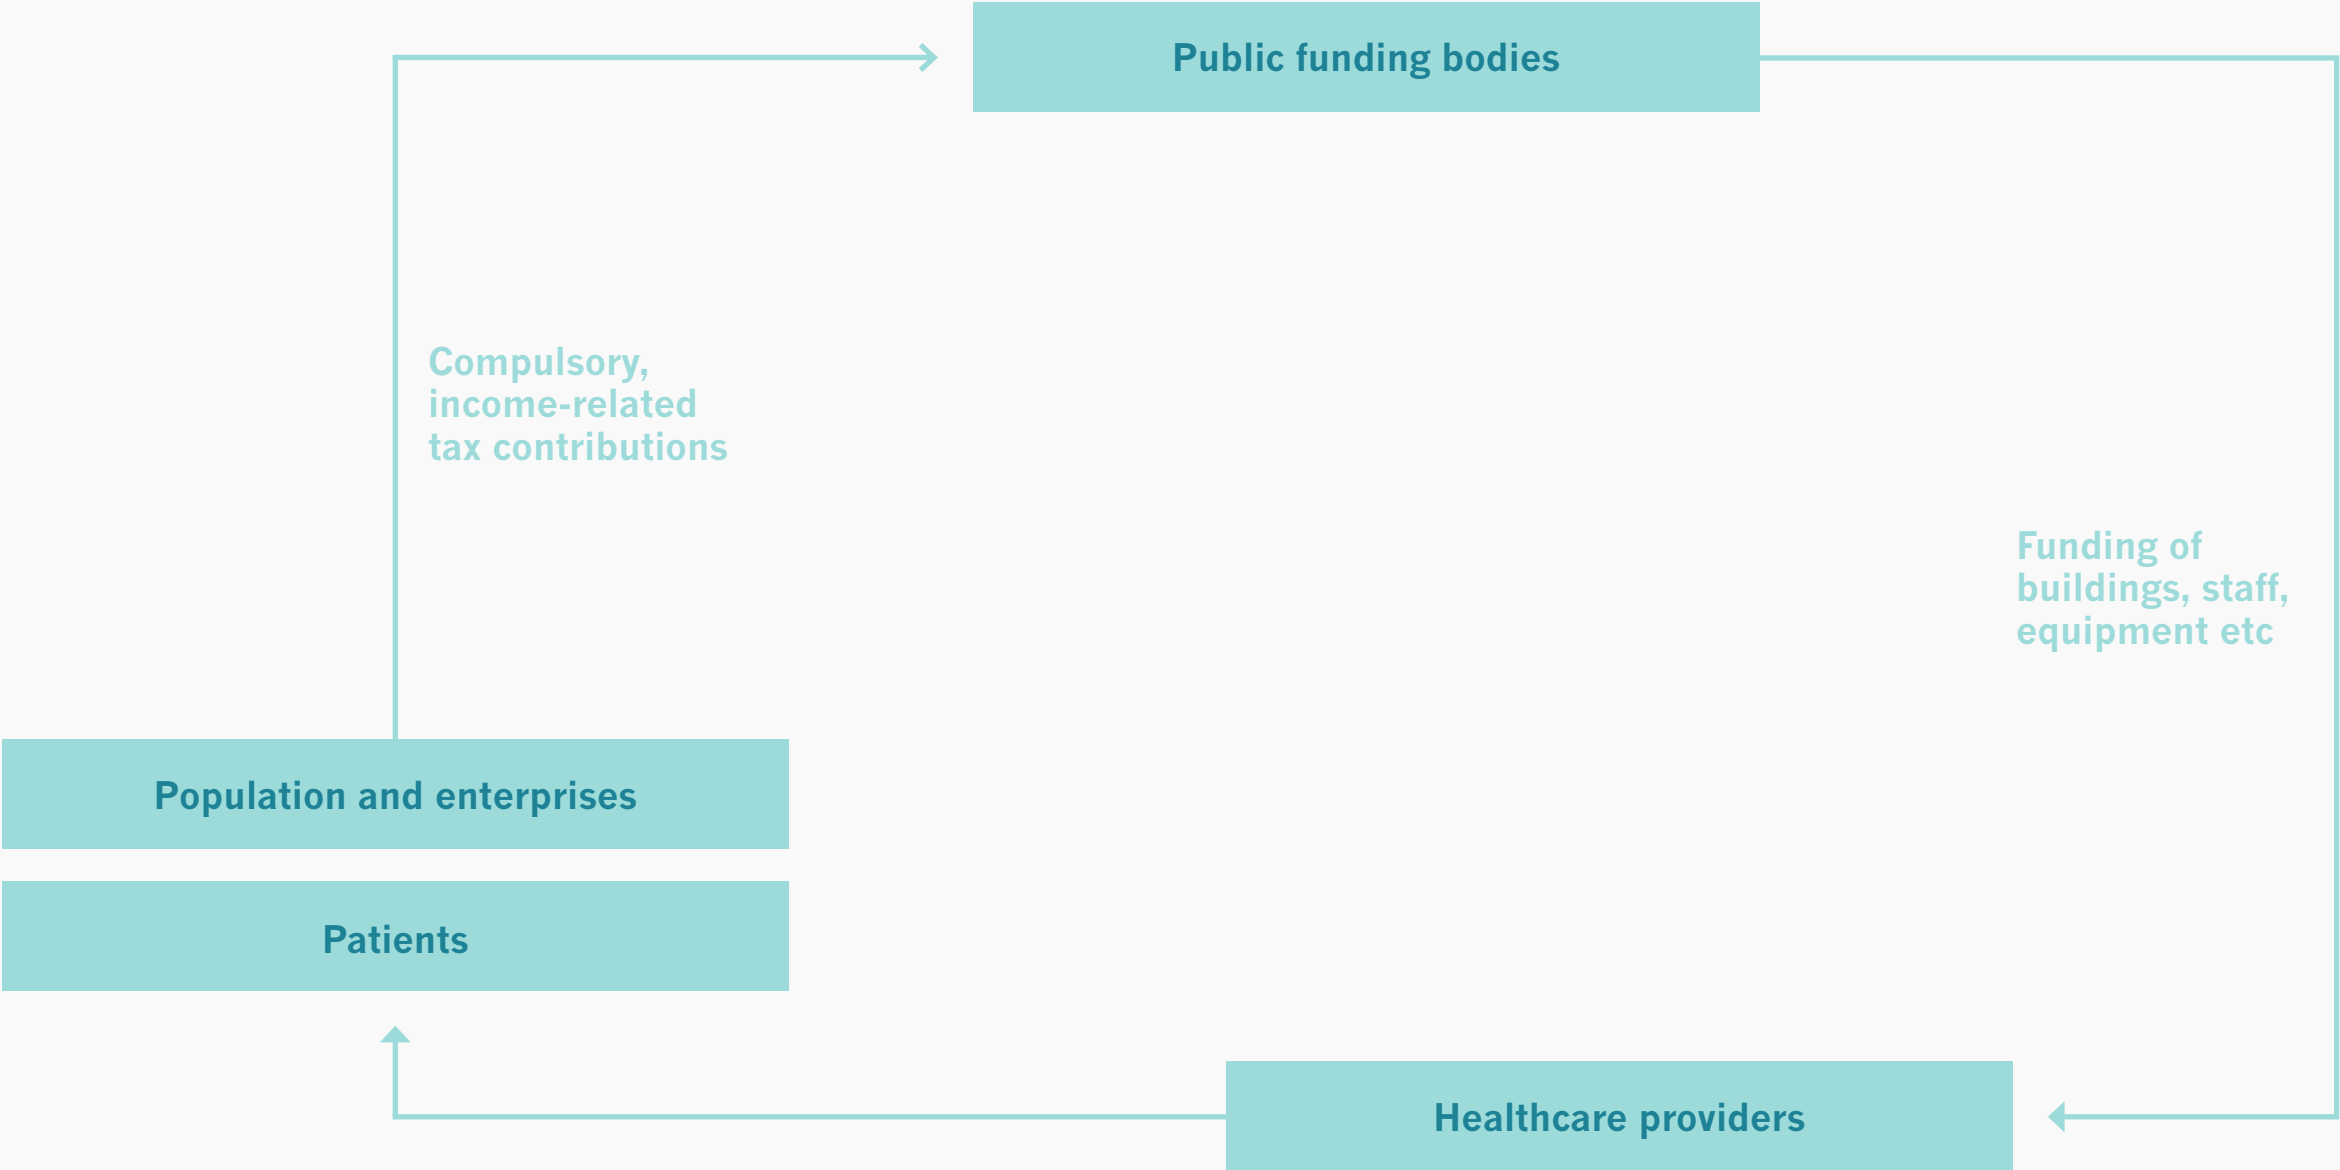 Public funding bodies
Compulsory,
income-related
tax contributions
Funding of
buildings, staff,
equipment etc
Population and enterprises
Patients
Healthcare providers